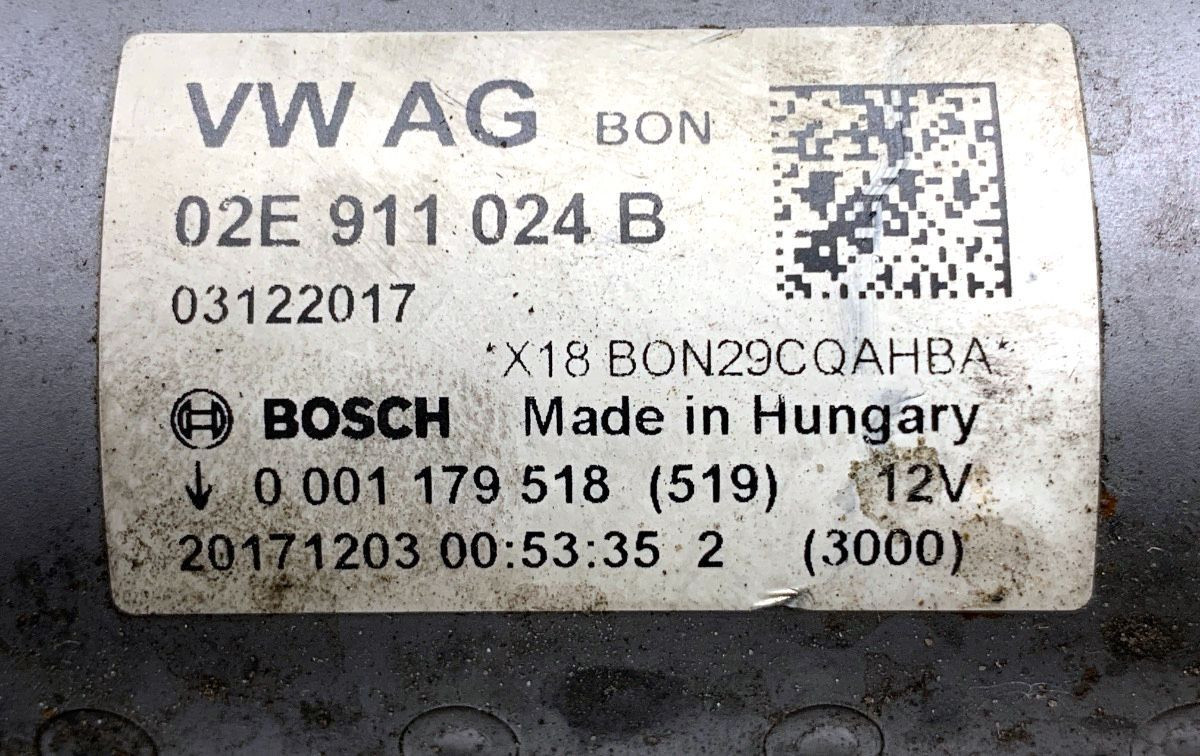 VW AG BON
02E 911 024 B
03122017
*X18 BON29CQAHBA*
BOSCH Made in Hungary
↓ 0 001 179 518 (519) 12V
20171203 00:53:35 2 (3000)